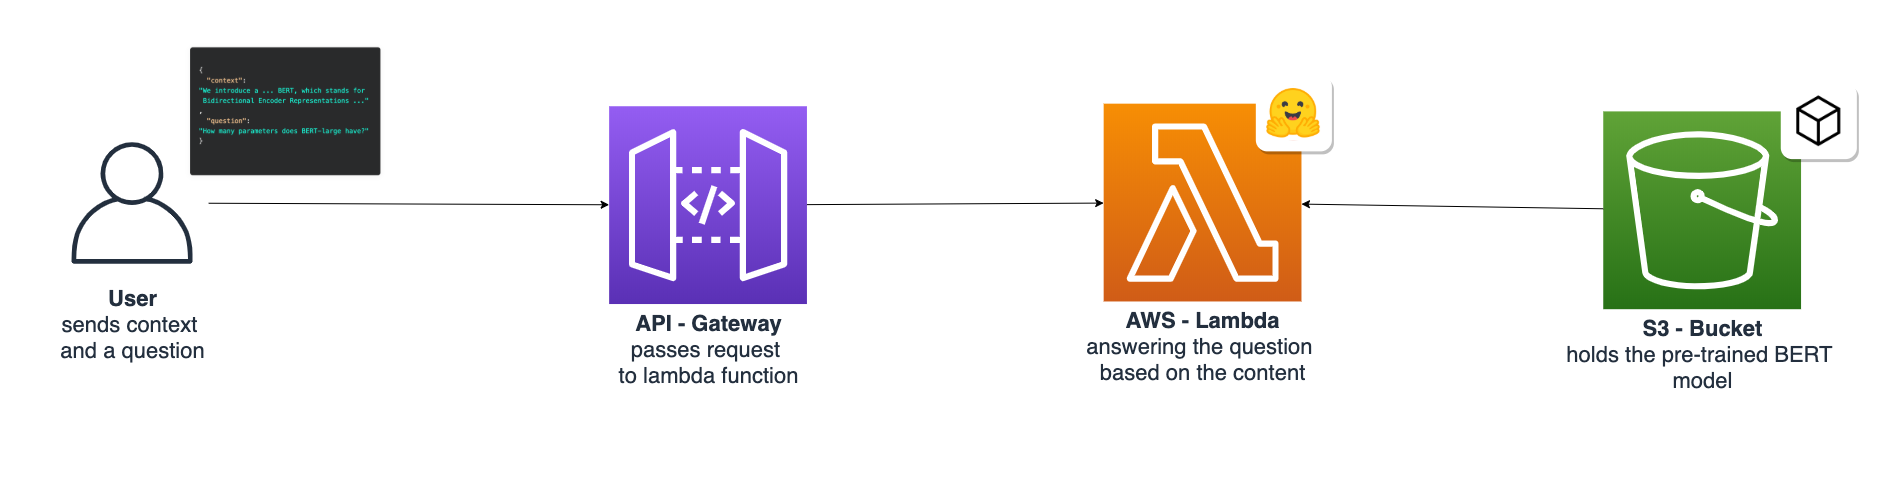 {
"context":
"We introduce a ... BERT, which stands for
Bidirectional Encoder Representations ..."
,
"question":
"How many parameters does BERT-large have?"
}
</>
User
sends context
and a question
API - Gateway
passes request
to lambda function
AWS - Lambda
answering the question
based on the content
S3 - Bucket
holds the pre-trained BERT
model